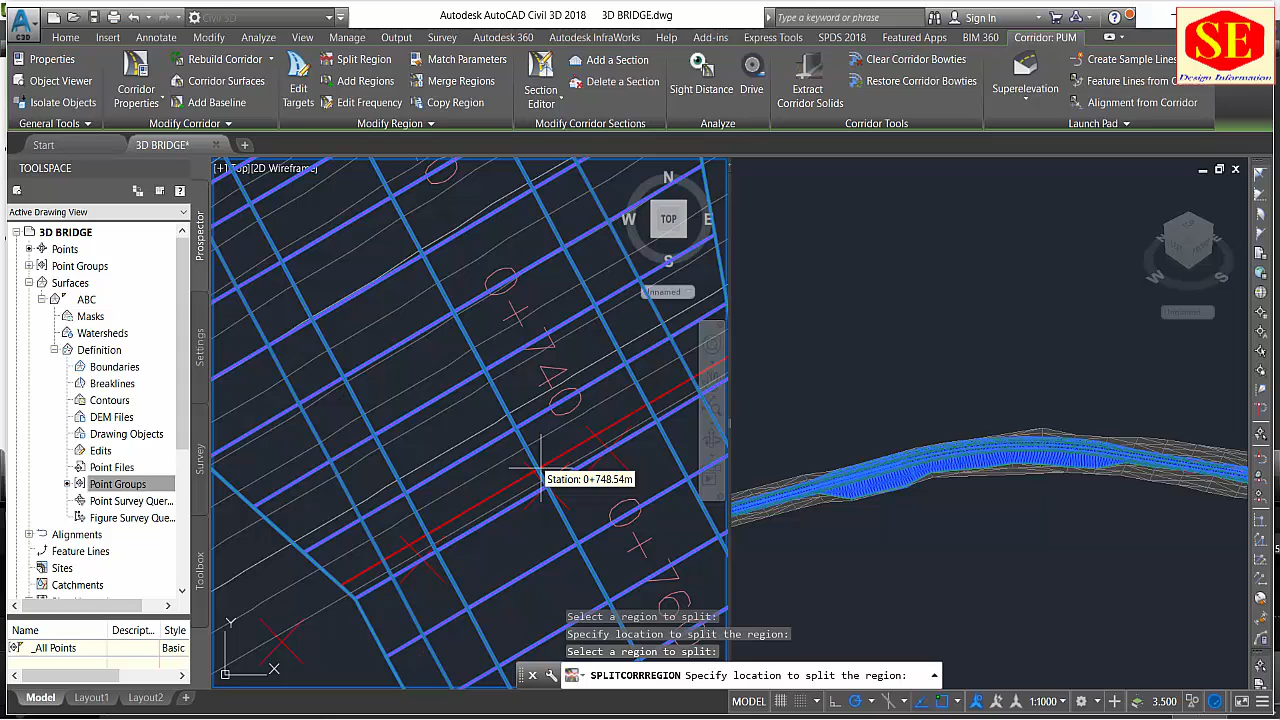 Civil 3D
Autodesk AutoCAD Civil 3D 2018 3D BRIDGE.dwg
Type a keyword or phrase
Sign In
Home Insert Annotate Modify Analyze View Manage Output Survey Autodesk 360 Autodesk InfraWorks Help Add-ins Express Tools SPDS 2018 Featured Apps BIM 360 Corridor: PUM
SE
Design Information
Properties
Object Viewer
Isolate Objects
General Tools
Corridor Properties
Rebuild Corridor
Corridor Surfaces
Add Baseline
Modify Corridor
Edit Targets
Split Region
Add Regions
Edit Frequency
Match Parameters
Merge Regions
Copy Region
Modify Region
Section Editor
Add a Section
Delete a Section
Modify Corridor Sections
Sight Distance
Drive
Analyze
Extract Corridor Solids
Clear Corridor Bowties
Restore Corridor Bowties
Corridor Tools
Superelevation
Create Sample Lines
Feature Lines from Co
Alignment from Corridor
Launch Pad
Start
3D BRIDGE*
TOOLSPACE
Active Drawing View
3D BRIDGE
Points
Point Groups
Surfaces
ABC
Masks
Watersheds
Definition
Boundaries
Breaklines
Contours
DEM Files
Drawing Objects
Edits
Point Files
Point Groups
Point Survey Quer...
Figure Survey Que...
Alignments
Feature Lines
Sites
Catchments
Prospector
Settings
Survey
Toolbox
Name Descript... Style
_All Points Basic
[+][Top][2D Wireframe]
N
W TOP E
S
Unnamed
0+740
0+76
Station: 0+748.54m
Y
X
W S
Unnamed
Select a region to split:
Specify location to split the region:
Select a region to split:
SPLITCORRREGION Specify location to split the region:
Model Layout1 Layout2 +
MODEL 1:1000 3.500